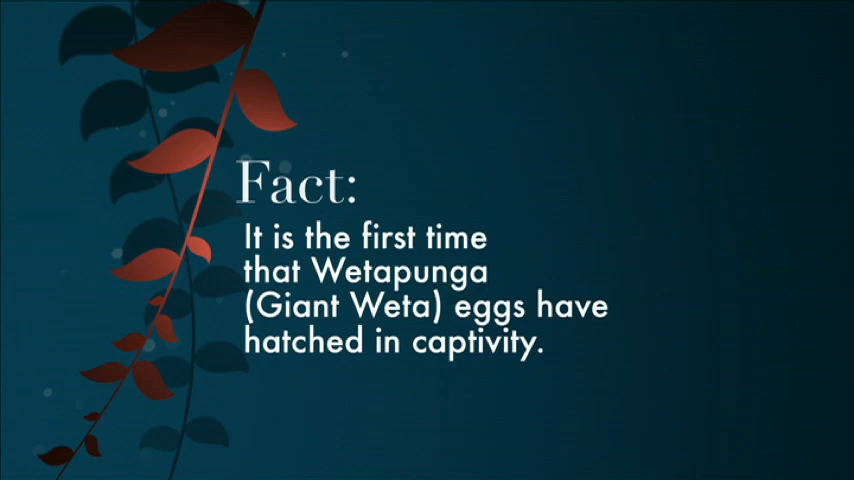 Fact:
It is the first time
that Wetapunga
(Giant Weta) eggs have
hatched in captivity.